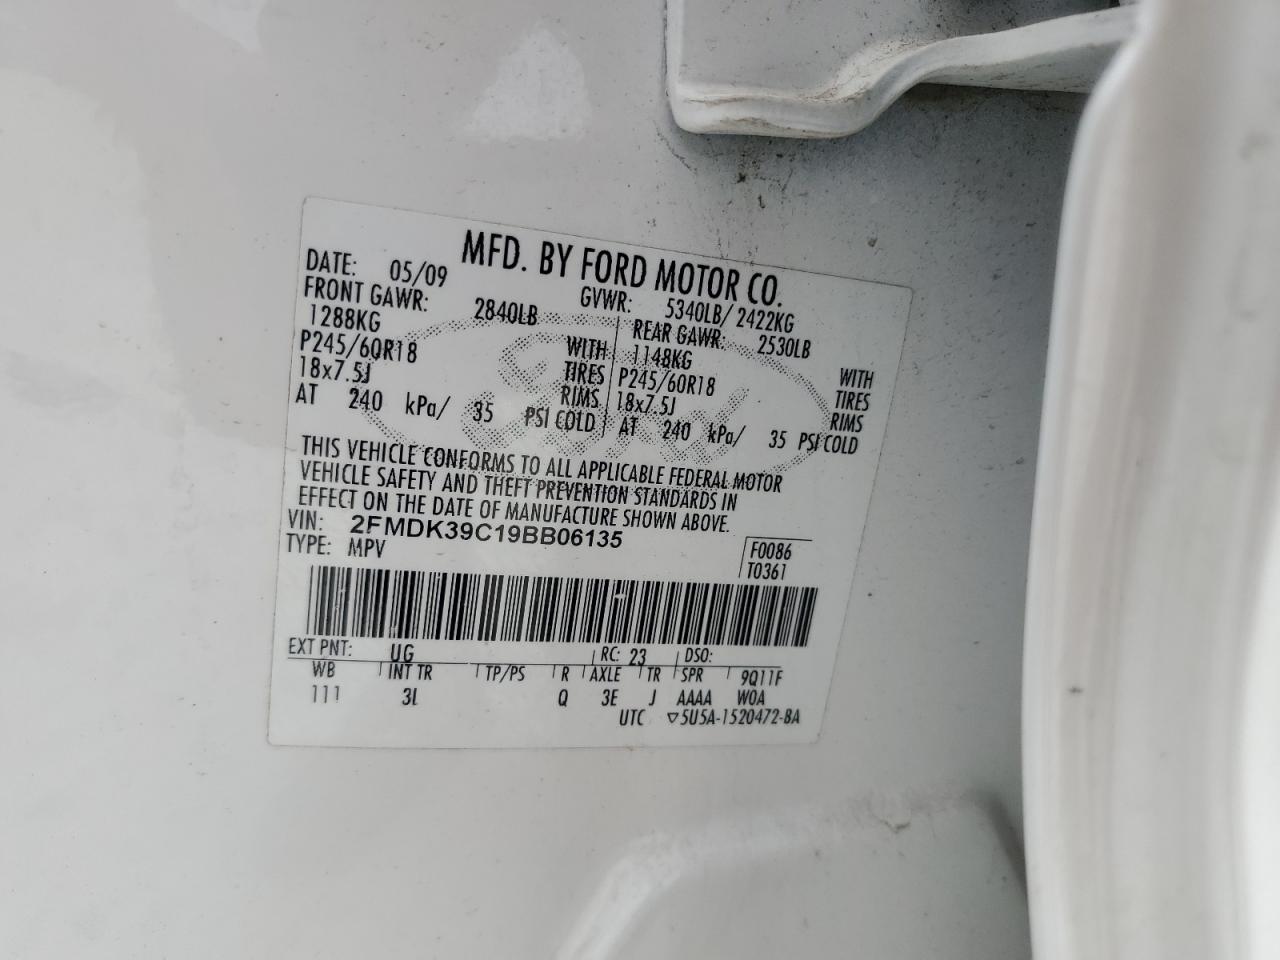 MFD. BY FORD MOTOR CO.
DATE: 05/09 GVWR: 5340LB/ 2422KG
FRONT GAWR: 2840LB REAR GAWR: 2530LB
1288KG WITH 1148KG WITH
P245/60R18 TIRES P245/60R18 TIRES
18x7.5J RIMS 18x7.5J RIMS
AT 240 kPa/ 35 PSI COLD AT 240 kPa/ 35 PSI COLD
THIS VEHICLE CONFORMS TO ALL APPLICABLE FEDERAL MOTOR
VEHICLE SAFETY AND THEFT PREVENTION STANDARDS IN
EFFECT ON THE DATE OF MANUFACTURE SHOWN ABOVE.
VIN: 2FMDK39C19BB06135
TYPE: MPV F0086
T0361
EXT PNT: UG RC: 23 DSO:
WB INT TR TP/PS R AXLE TR SPR 9Q11F
111 3L Q 3E J AAAA W0A
UTC ▽5U5A-1520472-BA